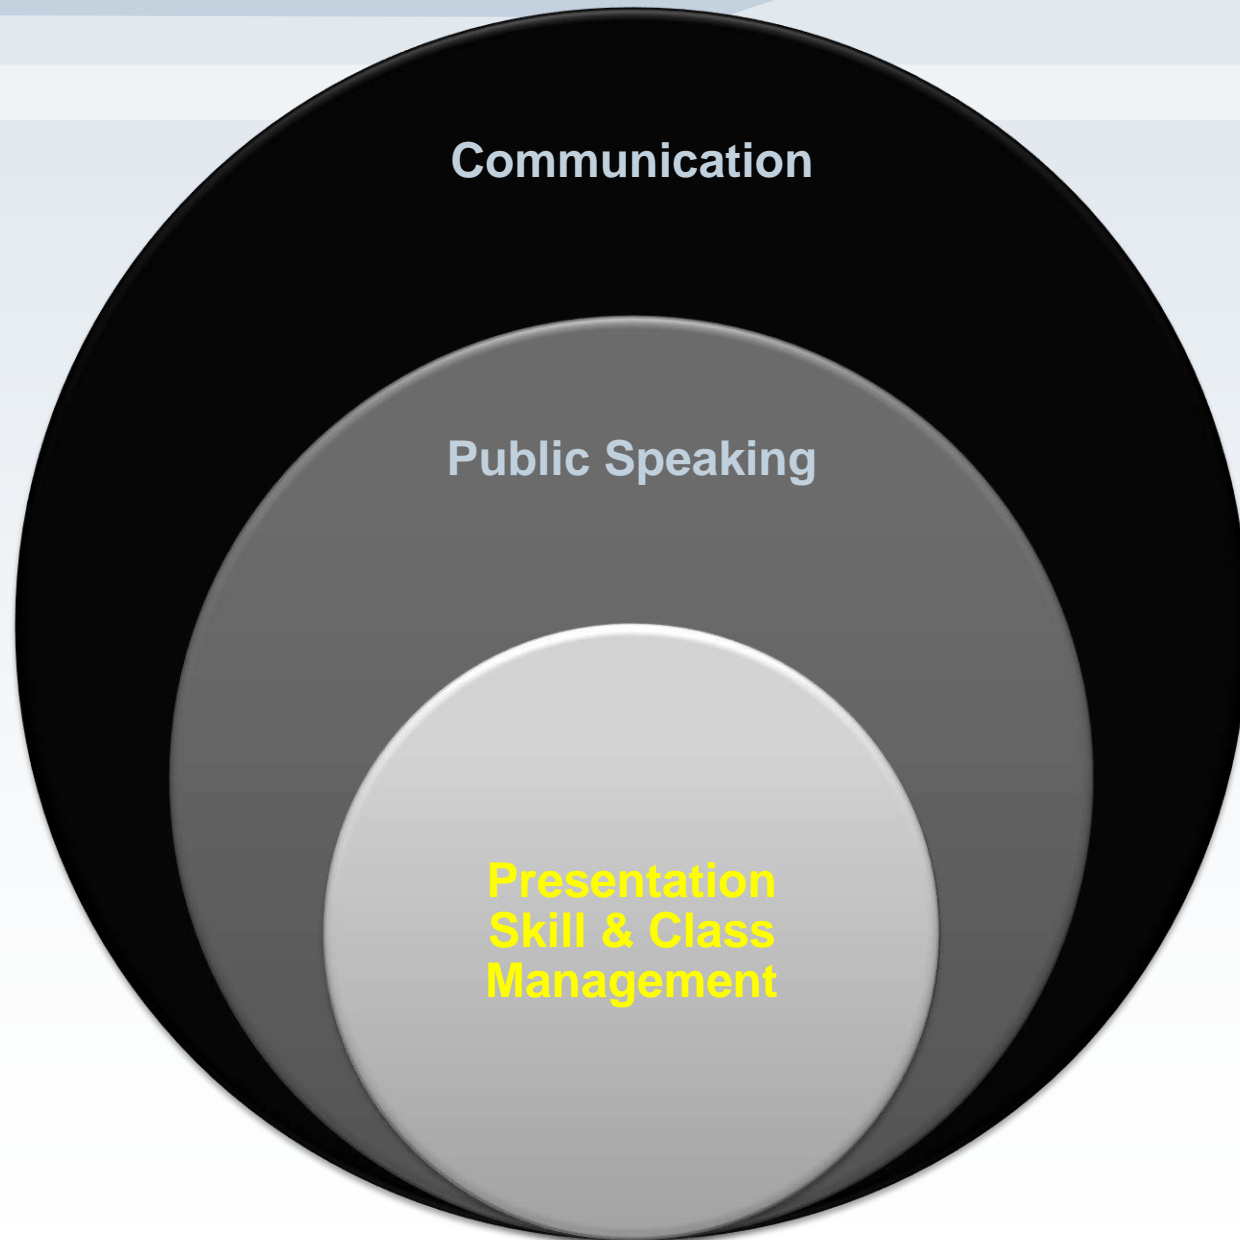 Communication
Public Speaking
Presentation
Skill & Class
Management